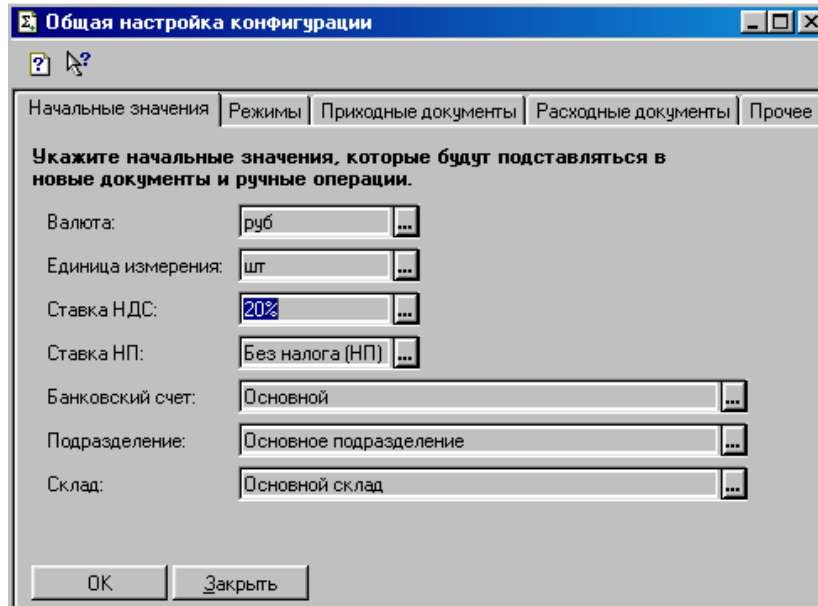 Общая настройка конфигурации
Начальные значения Режимы Приходные документы Расходные документы Прочее
Укажите начальные значения, которые будут подставляться в
новые документы и ручные операции.
Валюта: руб ...
Единица измерения: шт ...
Ставка НДС: 20% ...
Ставка НП: Без налога (НП) ...
Банковский счет: Основной ...
Подразделение: Основное подразделение ...
Склад: Основной склад ...
OK Закрыть